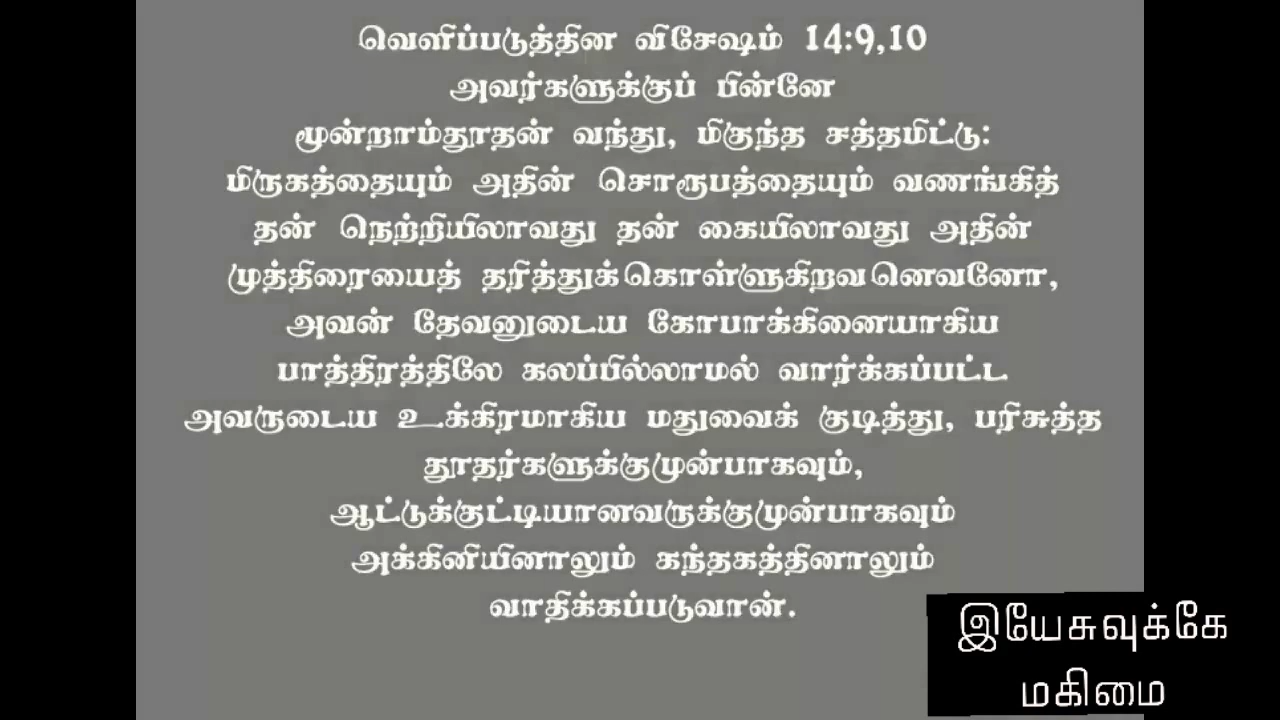 வெளிப்படுத்தின விசேஷம் 14:9,10
அவர்களுக்குப் பின்னே
மூன்றாம்தூதன் வந்து, மிகுந்த சத்தமிட்டு:
மிருகத்தையும் அதின் சொரூபத்தையும் வணங்கித்
தன் நெற்றியிலாவது தன் கையிலாவது அதின்
முத்திரையைத் தரித்துக்கொள்ளுகிறவனெவனோ,
அவன் தேவனுடைய கோபாக்கினையாகிய
பாத்திரத்திலே கலப்பில்லாமல் வார்க்கப்பட்ட
அவருடைய உக்கிரமாகிய மதுவைக் குடித்து, பரிசுத்த
தூதர்களுக்குமுன்பாகவும்,
ஆட்டுக்குட்டியானவருக்குமுன்பாகவும்
அக்கினியினாலும் கந்தகத்தினாலும்
வாதிக்கப்படுவான்.
இயேசுவுக்கே
மகிமை